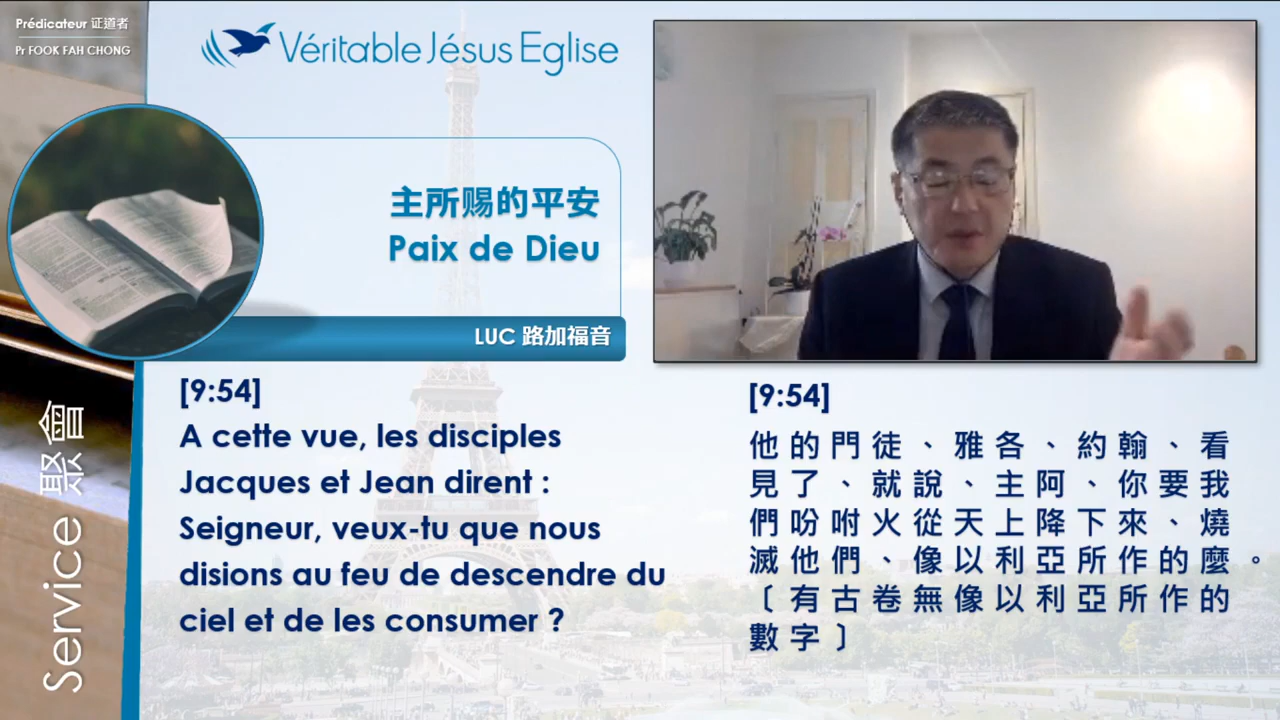 Prédicateur 证道者
Pr FOOK FAH CHONG
Véritable Jésus Eglise
主所赐的平安
Paix de Dieu
LUC 路加福音
Service 聚會
[9:54]
A cette vue, les disciples
Jacques et Jean dirent :
Seigneur, veux-tu que nous
disions au feu de descendre du
ciel et de les consumer ?
[9:54]
他的門徒、雅各、約翰、看
見了、就說、主阿、你要我
們吩咐火從天上降下來、燒
滅他們、像以利亞所作的麼。
〔有古卷無像以利亞所作的
數字〕